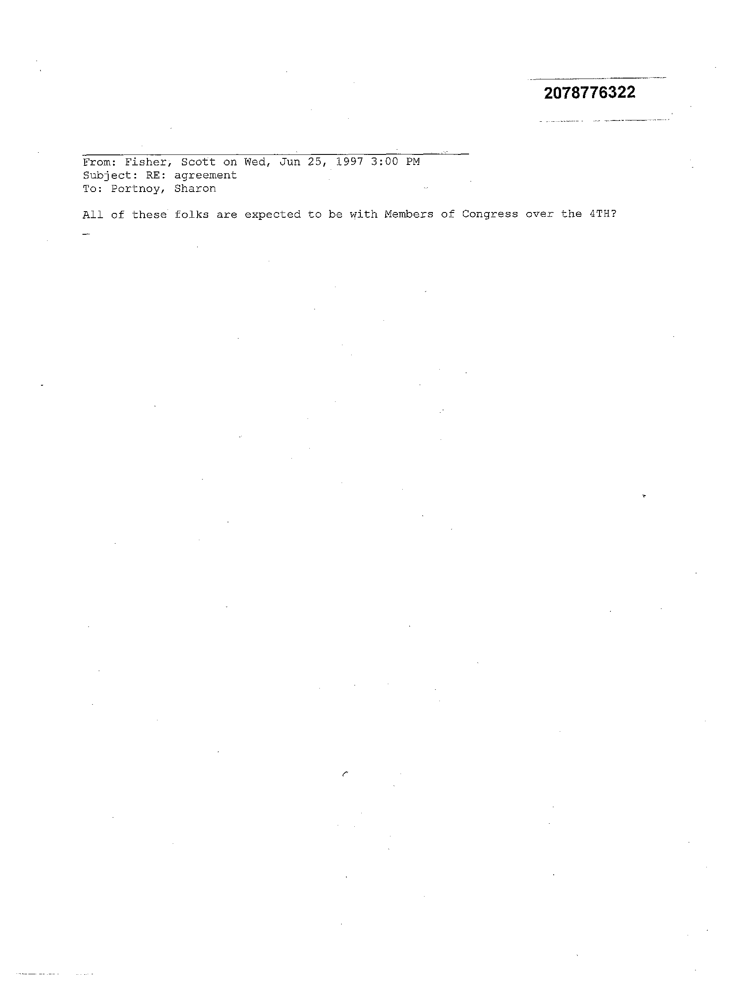 2078776322
From: Fisher, Scott on Wed, Jun 25, 1997 3:00 PM
Subject: RE: agreement
To: Portnoy, Sharon
All of these folks are expected to be with Members of Congress over the 4TH?